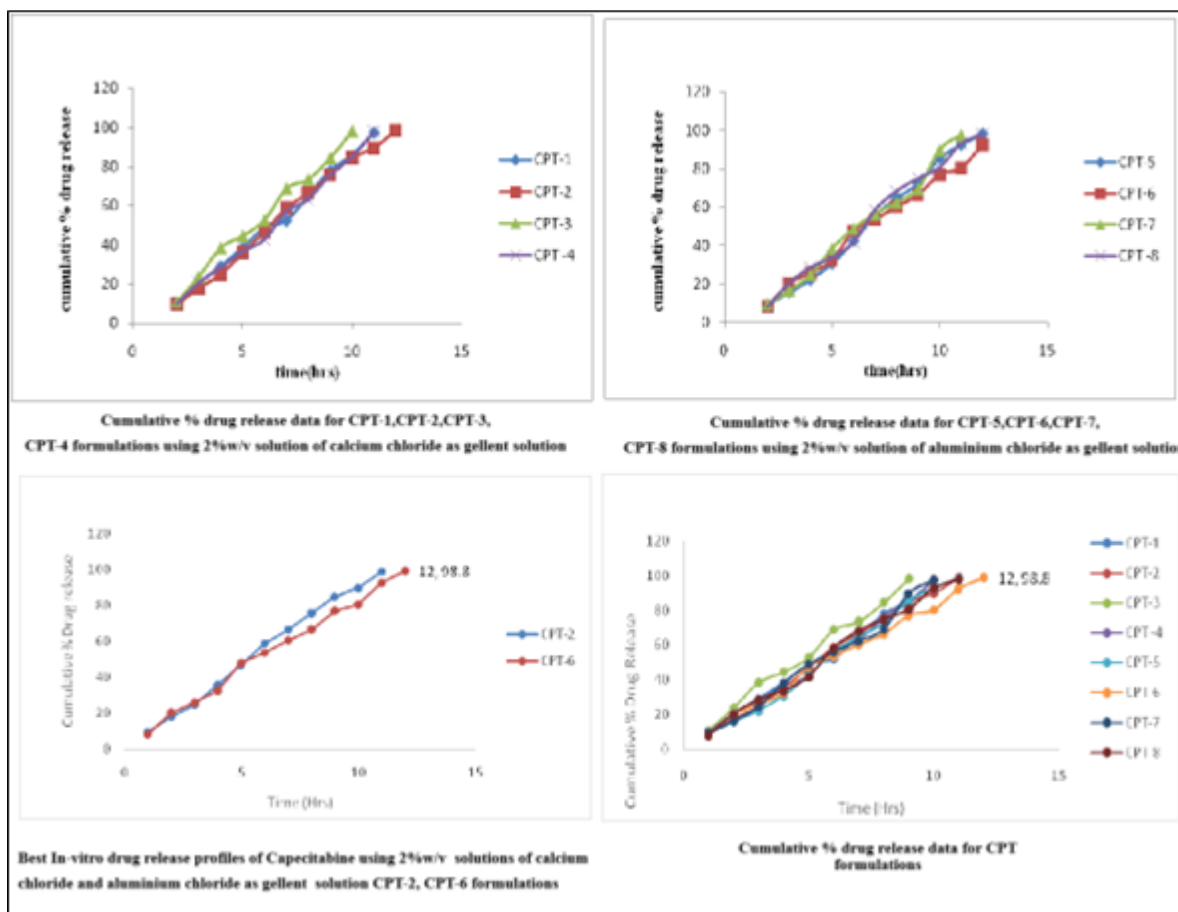 120
100
80
60
40
20
0
0 5 10 15
cumulative % drug release
time(hrs)
CPT-1
CPT-2
CPT-3
CPT -4
Cumulative % drug release data for CPT-1,CPT-2,CPT-3,
CPT-4 formulations using 2%w/v solution of calcium chloride as gellent solution
120
100
80
60
40
20
0
0 5 10 15
cumulative % drug release
time(hrs)
CPT-5
CPT-6
CPT-7
CPT -8
Cumulative % drug release data for CPT-5,CPT-6,CPT-7,
CPT-8 formulations using 2%w/v solution of aluminium chloride as gellent solution
120
100
80
60
40
20
0
0 5 10 15
Cumulative % Drug release
Time (Hrs)
12, 98.8
CPT-2
CPT-6
Best In-vitro drug release profiles of Capecitabine using 2%w/v solutions of calcium
chloride and aluminium chloride as gellent solution CPT-2, CPT-6 formulations
120
100
80
60
40
20
0
0 5 10 15
Cumulative % Drug Release
Time (Hrs)
12, 98.8
CPT-1
CPT-2
CPT-3
CPT-4
CPT-5
CPT-6
CPT-7
CPT-8
Cumulative % drug release data for CPT
formulations